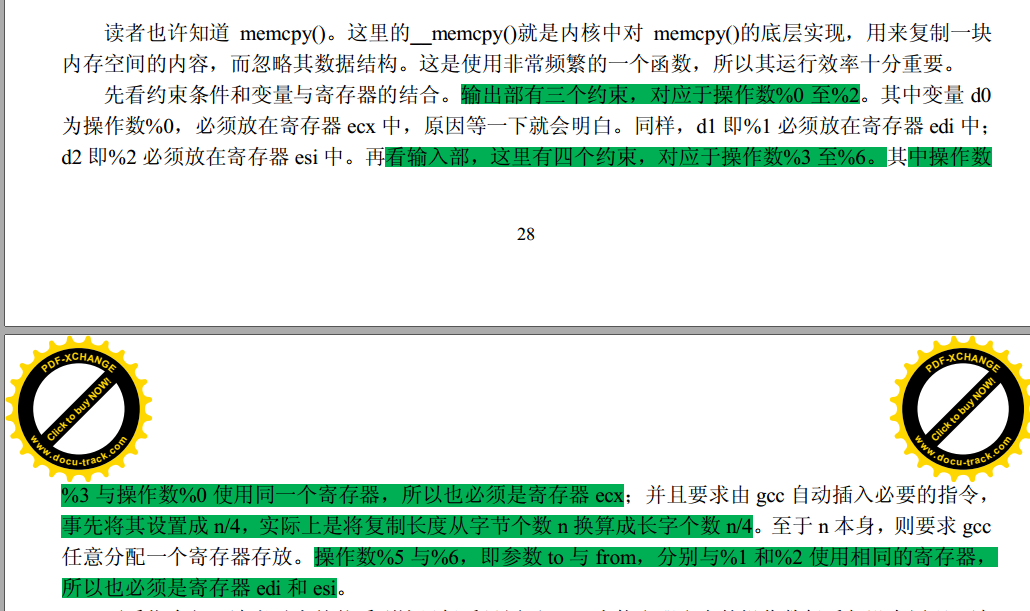 读者也许知道 memcpy()。这里的__memcpy()就是内核中对 memcpy()的底层实现，用来复制一块
内存空间的内容，而忽略其数据结构。这是使用非常频繁的一个函数，所以其运行效率十分重要。
先看约束条件和变量与寄存器的结合。输出部有三个约束，对应于操作数%0 至%2。其中变量 d0
为操作数%0，必须放在寄存器 ecx 中，原因等一下就会明白。同样，d1 即%1 必须放在寄存器 edi 中；
d2 即%2 必须放在寄存器 esi 中。再看输入部，这里有四个约束，对应于操作数%3 至%6。其中操作数
28
PDF-XCHANGE
Click to buy NOW!
www.docu-track.com
PDF-XCHANGE
Click to buy NOW!
www.docu-track.com
%3 与操作数%0 使用同一个寄存器，所以也必须是寄存器 ecx；并且要求由 gcc 自动插入必要的指令，
事先将其设置成 n/4，实际上是将复制长度从字节个数 n 换算成长字个数 n/4。至于 n 本身，则要求 gcc
任意分配一个寄存器存放。操作数%5 与%6，即参数 to 与 from，分别与%1 和%2 使用相同的寄存器，
所以也必须是寄存器 edi 和 esi。